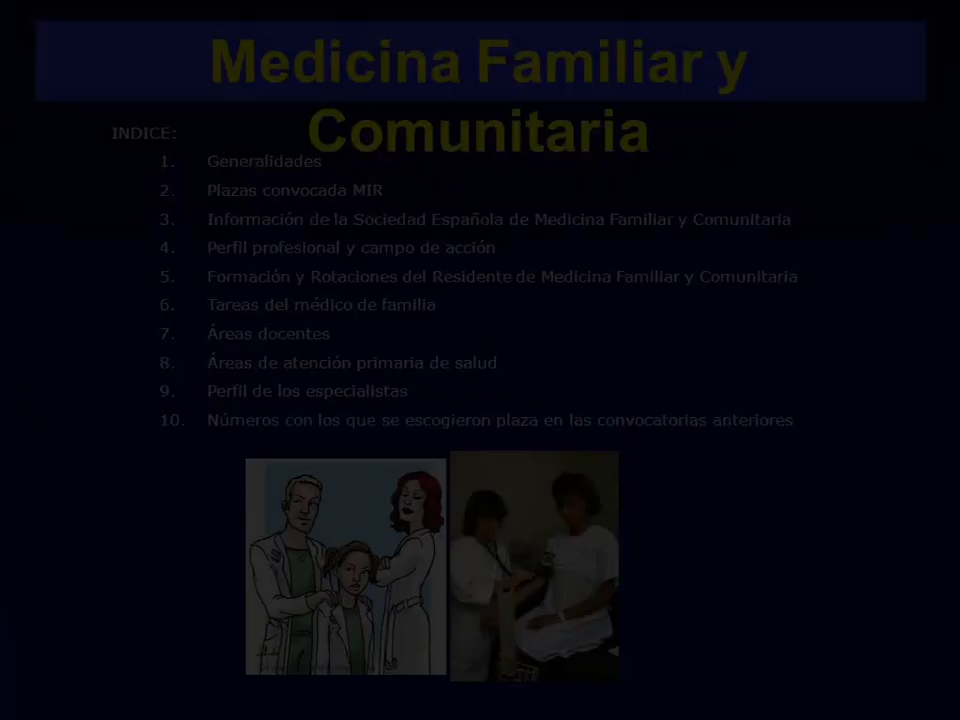 Medicina Familiar y
Comunitaria
INDICE:
1. Generalidades
2. Plazas convocada MIR
3. Información de la Sociedad Española de Medicina Familiar y Comunitaria
4. Perfil profesional y campo de acción
5. Formación y Rotaciones del Residente de Medicina Familiar y Comunitaria
6. Tareas del médico de familia
7. Áreas docentes
8. Áreas de atención primaria de salud
9. Perfil de los especialistas
10. Números con los que se escogieron plaza en las convocatorias anteriores